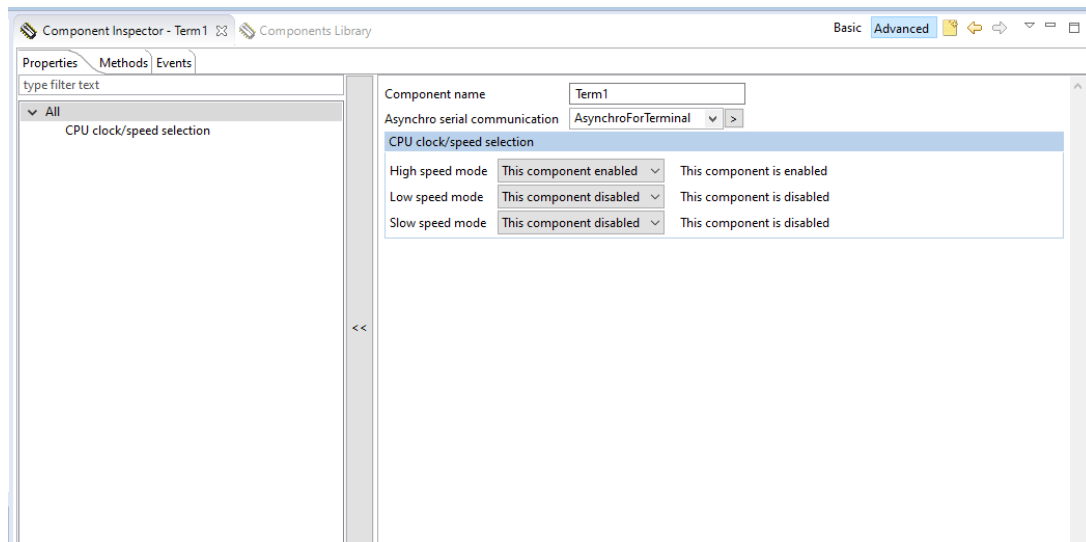 Component Inspector - Term1 Components Library Basic Advanced
Properties Methods Events
type filter text
All
CPU clock/speed selection
<<
Component name Term1
Asynchro serial communication AsynchroForTerminal >
CPU clock/speed selection
High speed mode This component enabled This component is enabled
Low speed mode This component disabled This component is disabled
Slow speed mode This component disabled This component is disabled